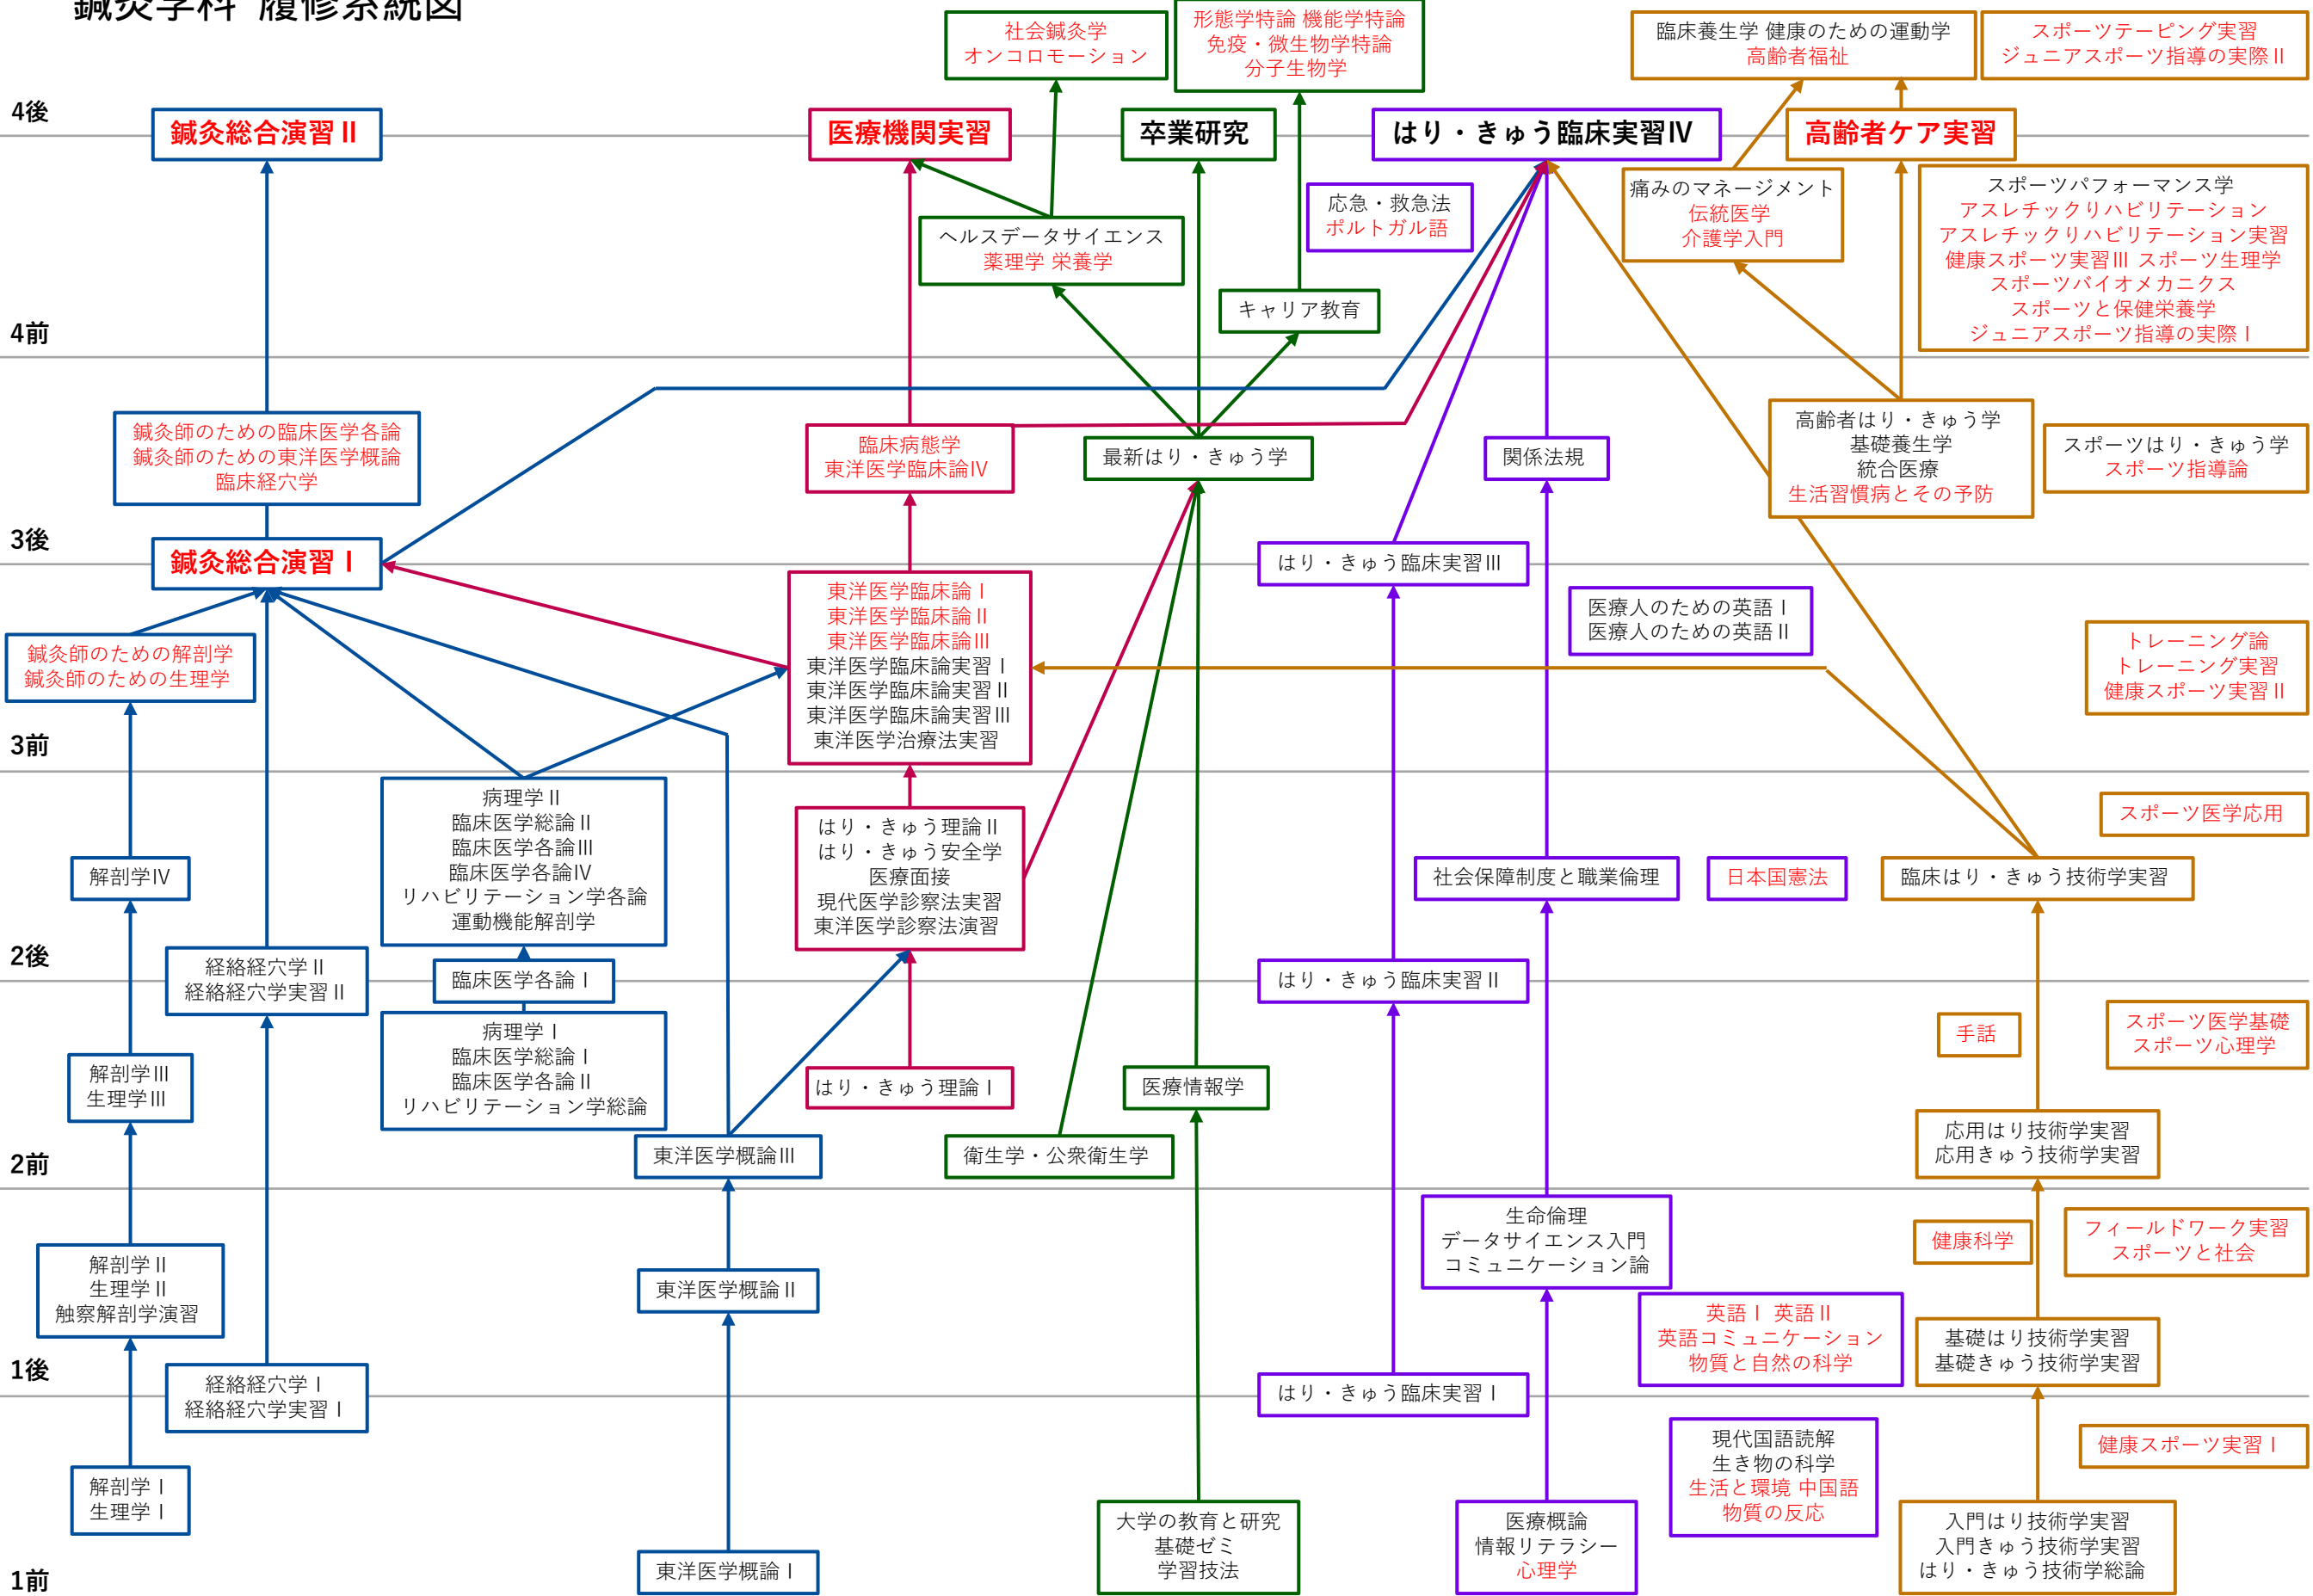 鍼灸学科 履修系統図
社会鍼灸学
オンコロモーション
形態学特論 機能学特論
免疫・微生物学特論
分子生物学
臨床養生学 健康のための運動学
高齢者福祉
スポーツテーピング実習
ジュニアスポーツ指導の実際Ⅱ
4後
鍼灸総合演習Ⅱ
医療機関実習
卒業研究
はり・きゅう臨床実習Ⅳ
高齢者ケア実習
ヘルスデータサイエンス
薬理学 栄養学
応急・救急法
ポルトガル語
痛みのマネージメント
伝統医学
介護学入門
スポーツパフォーマンス学
アスレチックりハビリテーション
アスレチックりハビリテーション実習
健康スポーツ実習Ⅲ スポーツ生理学
スポーツバイオメカニクス
スポーツと保健栄養学
ジュニアスポーツ指導の実際Ⅰ
キャリア教育
4前
鍼灸師のための臨床医学各論
鍼灸師のための東洋医学概論
臨床経穴学
臨床病態学
東洋医学臨床論Ⅳ
最新はり・きゅう学
関係法規
高齢者はり・きゅう学
基礎養生学
統合医療
生活習慣病とその予防
スポーツはり・きゅう学
スポーツ指導論
3後
鍼灸総合演習Ⅰ
はり・きゅう臨床実習Ⅲ
鍼灸師のための解剖学
鍼灸師のための生理学
東洋医学臨床論Ⅰ
東洋医学臨床論Ⅱ
東洋医学臨床論Ⅲ
東洋医学臨床論実習Ⅰ
東洋医学臨床論実習Ⅱ
東洋医学臨床論実習Ⅲ
東洋医学治療法実習
医療人のための英語Ⅰ
医療人のための英語Ⅱ
トレーニング論
トレーニング実習
健康スポーツ実習Ⅱ
3前
病理学Ⅱ
臨床医学総論Ⅱ
臨床医学各論Ⅲ
臨床医学各論Ⅳ
リハビリテーション学各論
運動機能解剖学
はり・きゅう理論Ⅱ
はり・きゅう安全学
医療面接
現代医学診察法実習
東洋医学診察法演習
スポーツ医学応用
解剖学Ⅳ
社会保障制度と職業倫理
日本国憲法
臨床はり・きゅう技術学実習
2後
経絡経穴学Ⅱ
経絡経穴学実習Ⅱ
臨床医学各論Ⅰ
はり・きゅう臨床実習Ⅱ
病理学Ⅰ
臨床医学総論Ⅰ
臨床医学各論Ⅱ
リハビリテーション学総論
手話
スポーツ医学基礎
スポーツ心理学
解剖学Ⅲ
生理学Ⅲ
はり・きゅう理論Ⅰ
医療情報学
東洋医学概論Ⅲ
衛生学・公衆衛生学
応用はり技術学実習
応用きゅう技術学実習
2前
生命倫理
データサイエンス入門
コミュニケーション論
健康科学
フィールドワーク実習
スポーツと社会
解剖学Ⅱ
生理学Ⅱ
触察解剖学演習
東洋医学概論Ⅱ
英語Ⅰ 英語Ⅱ
英語コミュニケーション
物質と自然の科学
基礎はり技術学実習
基礎きゅう技術学実習
1後
経絡経穴学Ⅰ
経絡経穴学実習Ⅰ
はり・きゅう臨床実習Ⅰ
現代国語読解
生き物の科学
生活と環境 中国語
物質の反応
健康スポーツ実習Ⅰ
解剖学Ⅰ
生理学Ⅰ
東洋医学概論Ⅰ
大学の教育と研究
基礎ゼミ
学習技法
医療概論
情報リテラシー
心理学
入門はり技術学実習
入門きゅう技術学実習
はり・きゅう技術学総論
1前